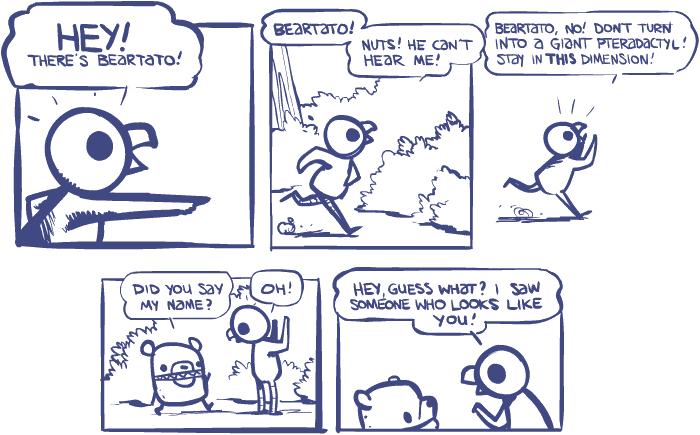 HEY!
THERE'S BEARTATO!
BEARTATO!
NUTS! HE CAN'T
HEAR ME!
BEARTATO, NO! DON'T TURN
INTO A GIANT PTERADACTYL!
STAY IN THIS DIMENSION!
DID YOU SAY
MY NAME?
OH!
HEY, GUESS WHAT? I SAW
SOMEONE WHO LOOKS LIKE
YOU!